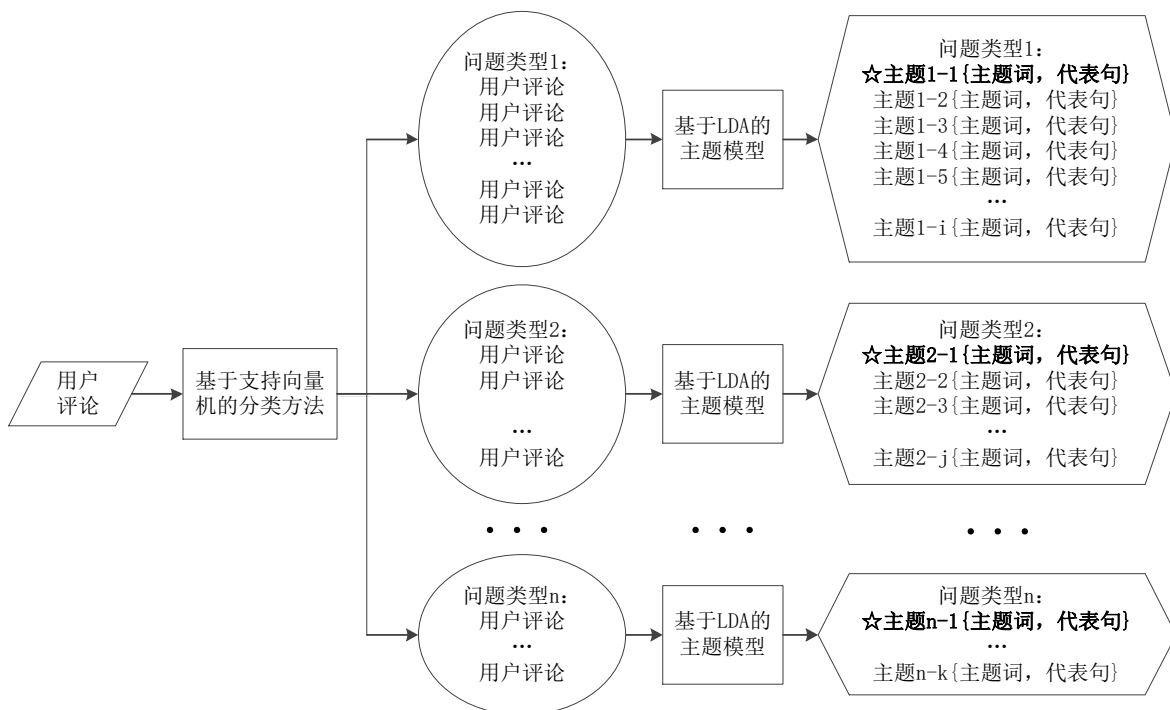 用户
评论
基于支持向量
机的分类方法
问题类型1:
用户评论
用户评论
用户评论
…
用户评论
用户评论
基于LDA的
主题模型
问题类型1:
☆主题1-1{主题词, 代表句}
主题1-2{主题词, 代表句}
主题1-3{主题词, 代表句}
主题1-4{主题词, 代表句}
主题1-5{主题词, 代表句}
…
主题1-i{主题词, 代表句}
问题类型2:
用户评论
用户评论
…
用户评论
基于LDA的
主题模型
问题类型2:
☆主题2-1{主题词, 代表句}
主题2-2{主题词, 代表句}
主题2-3{主题词, 代表句}
…
主题2-j{主题词, 代表句}
• • •
• • •
• • •
问题类型n:
用户评论
…
用户评论
基于LDA的
主题模型
问题类型n:
☆主题n-1{主题词, 代表句}
…
主题n-k{主题词, 代表句}